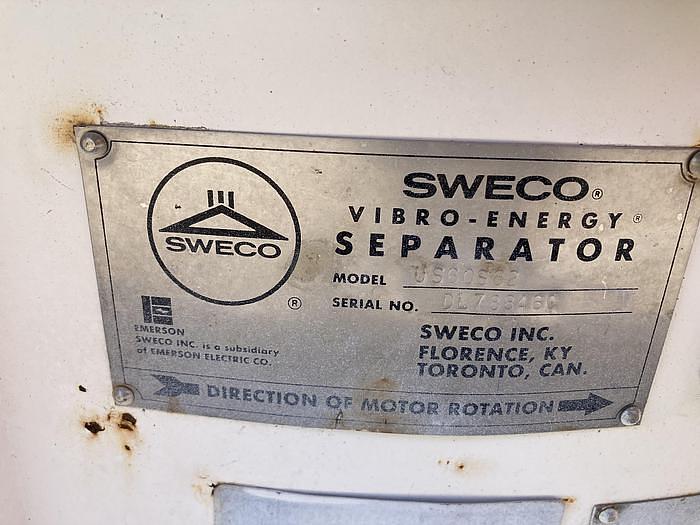 SWECO
SWECO®
VIBRO-ENERGY®
SEPARATOR
MODEL
SERIAL NO.
®
EMERSON
SWECO INC. is a subsidiary
of EMERSON ELECTRIC CO.
SWECO INC.
FLORENCE, KY
TORONTO, CAN.
DIRECTION OF MOTOR ROTATION